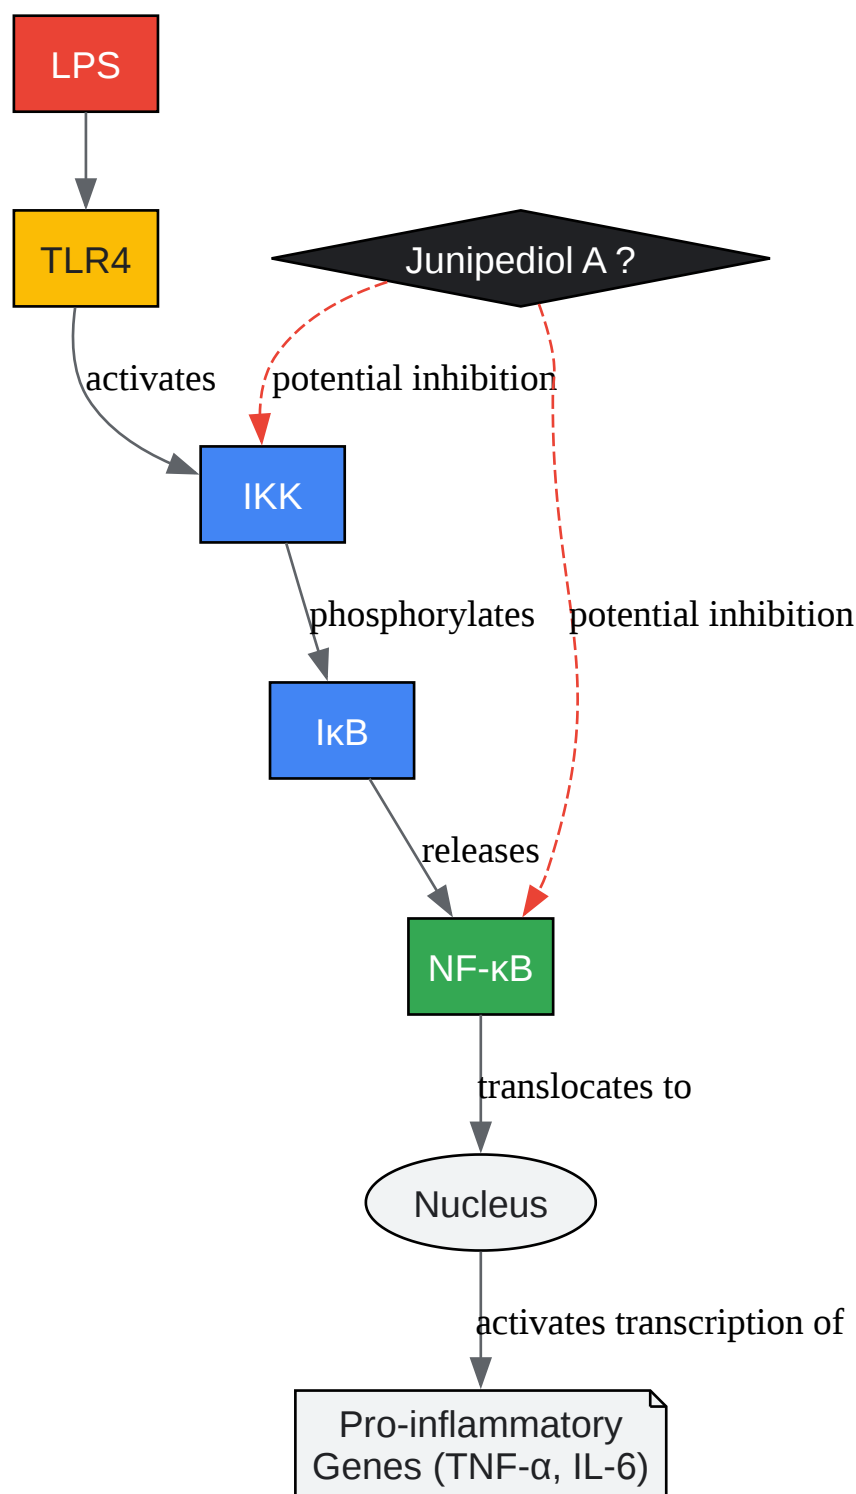 LPS
TLR4
Junipediol A ?
activates
potential inhibition
IKK
phosphorylates
potential inhibition
IκB
releases
NF-κB
translocates to
Nucleus
activates transcription of
Pro-inflammatory
Genes (TNF-α, IL-6)